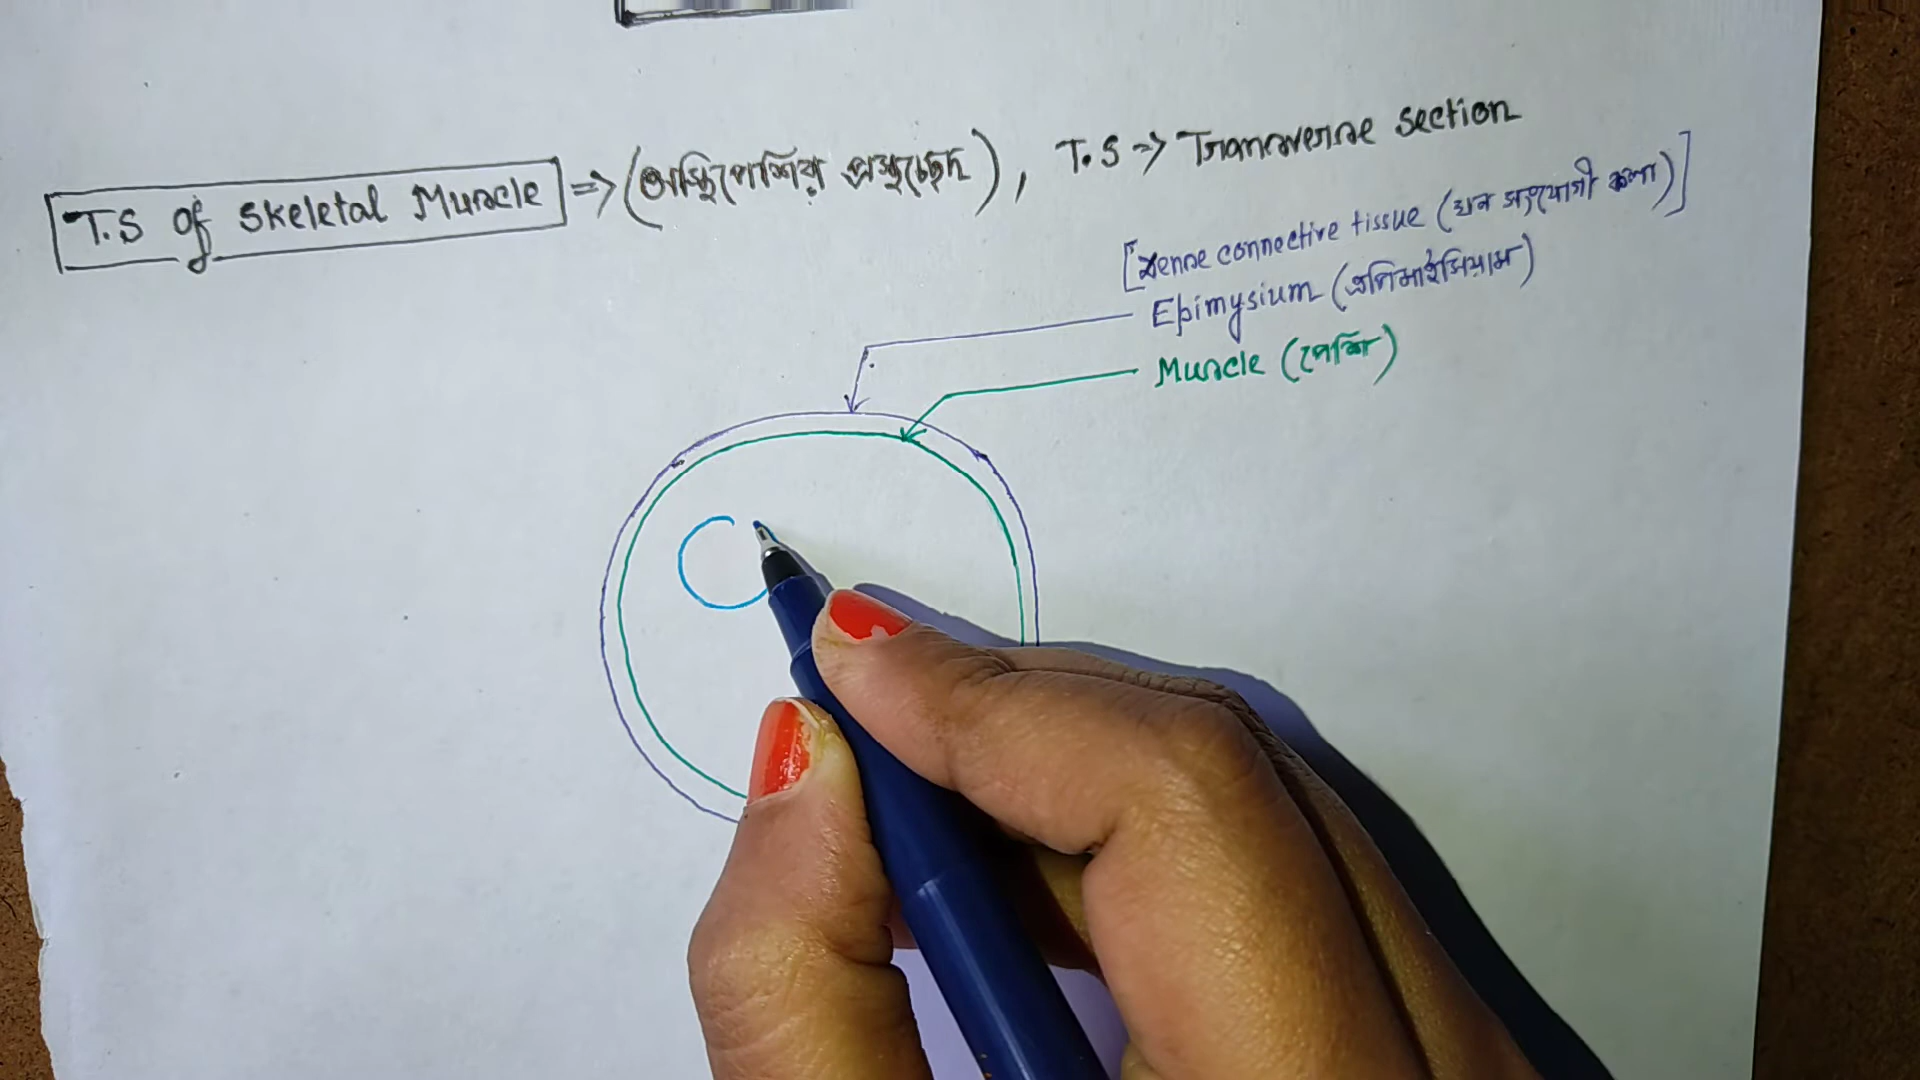 T.S of Skeletal Muscle => (অস্থিপেশির প্রস্থচ্ছেদ), T.S => Transverse section
[Dense connective tissue (ঘন সংযোগী কলা)]
Epimysium (এপিমাইসিয়াম)
Muscle (পেশি)